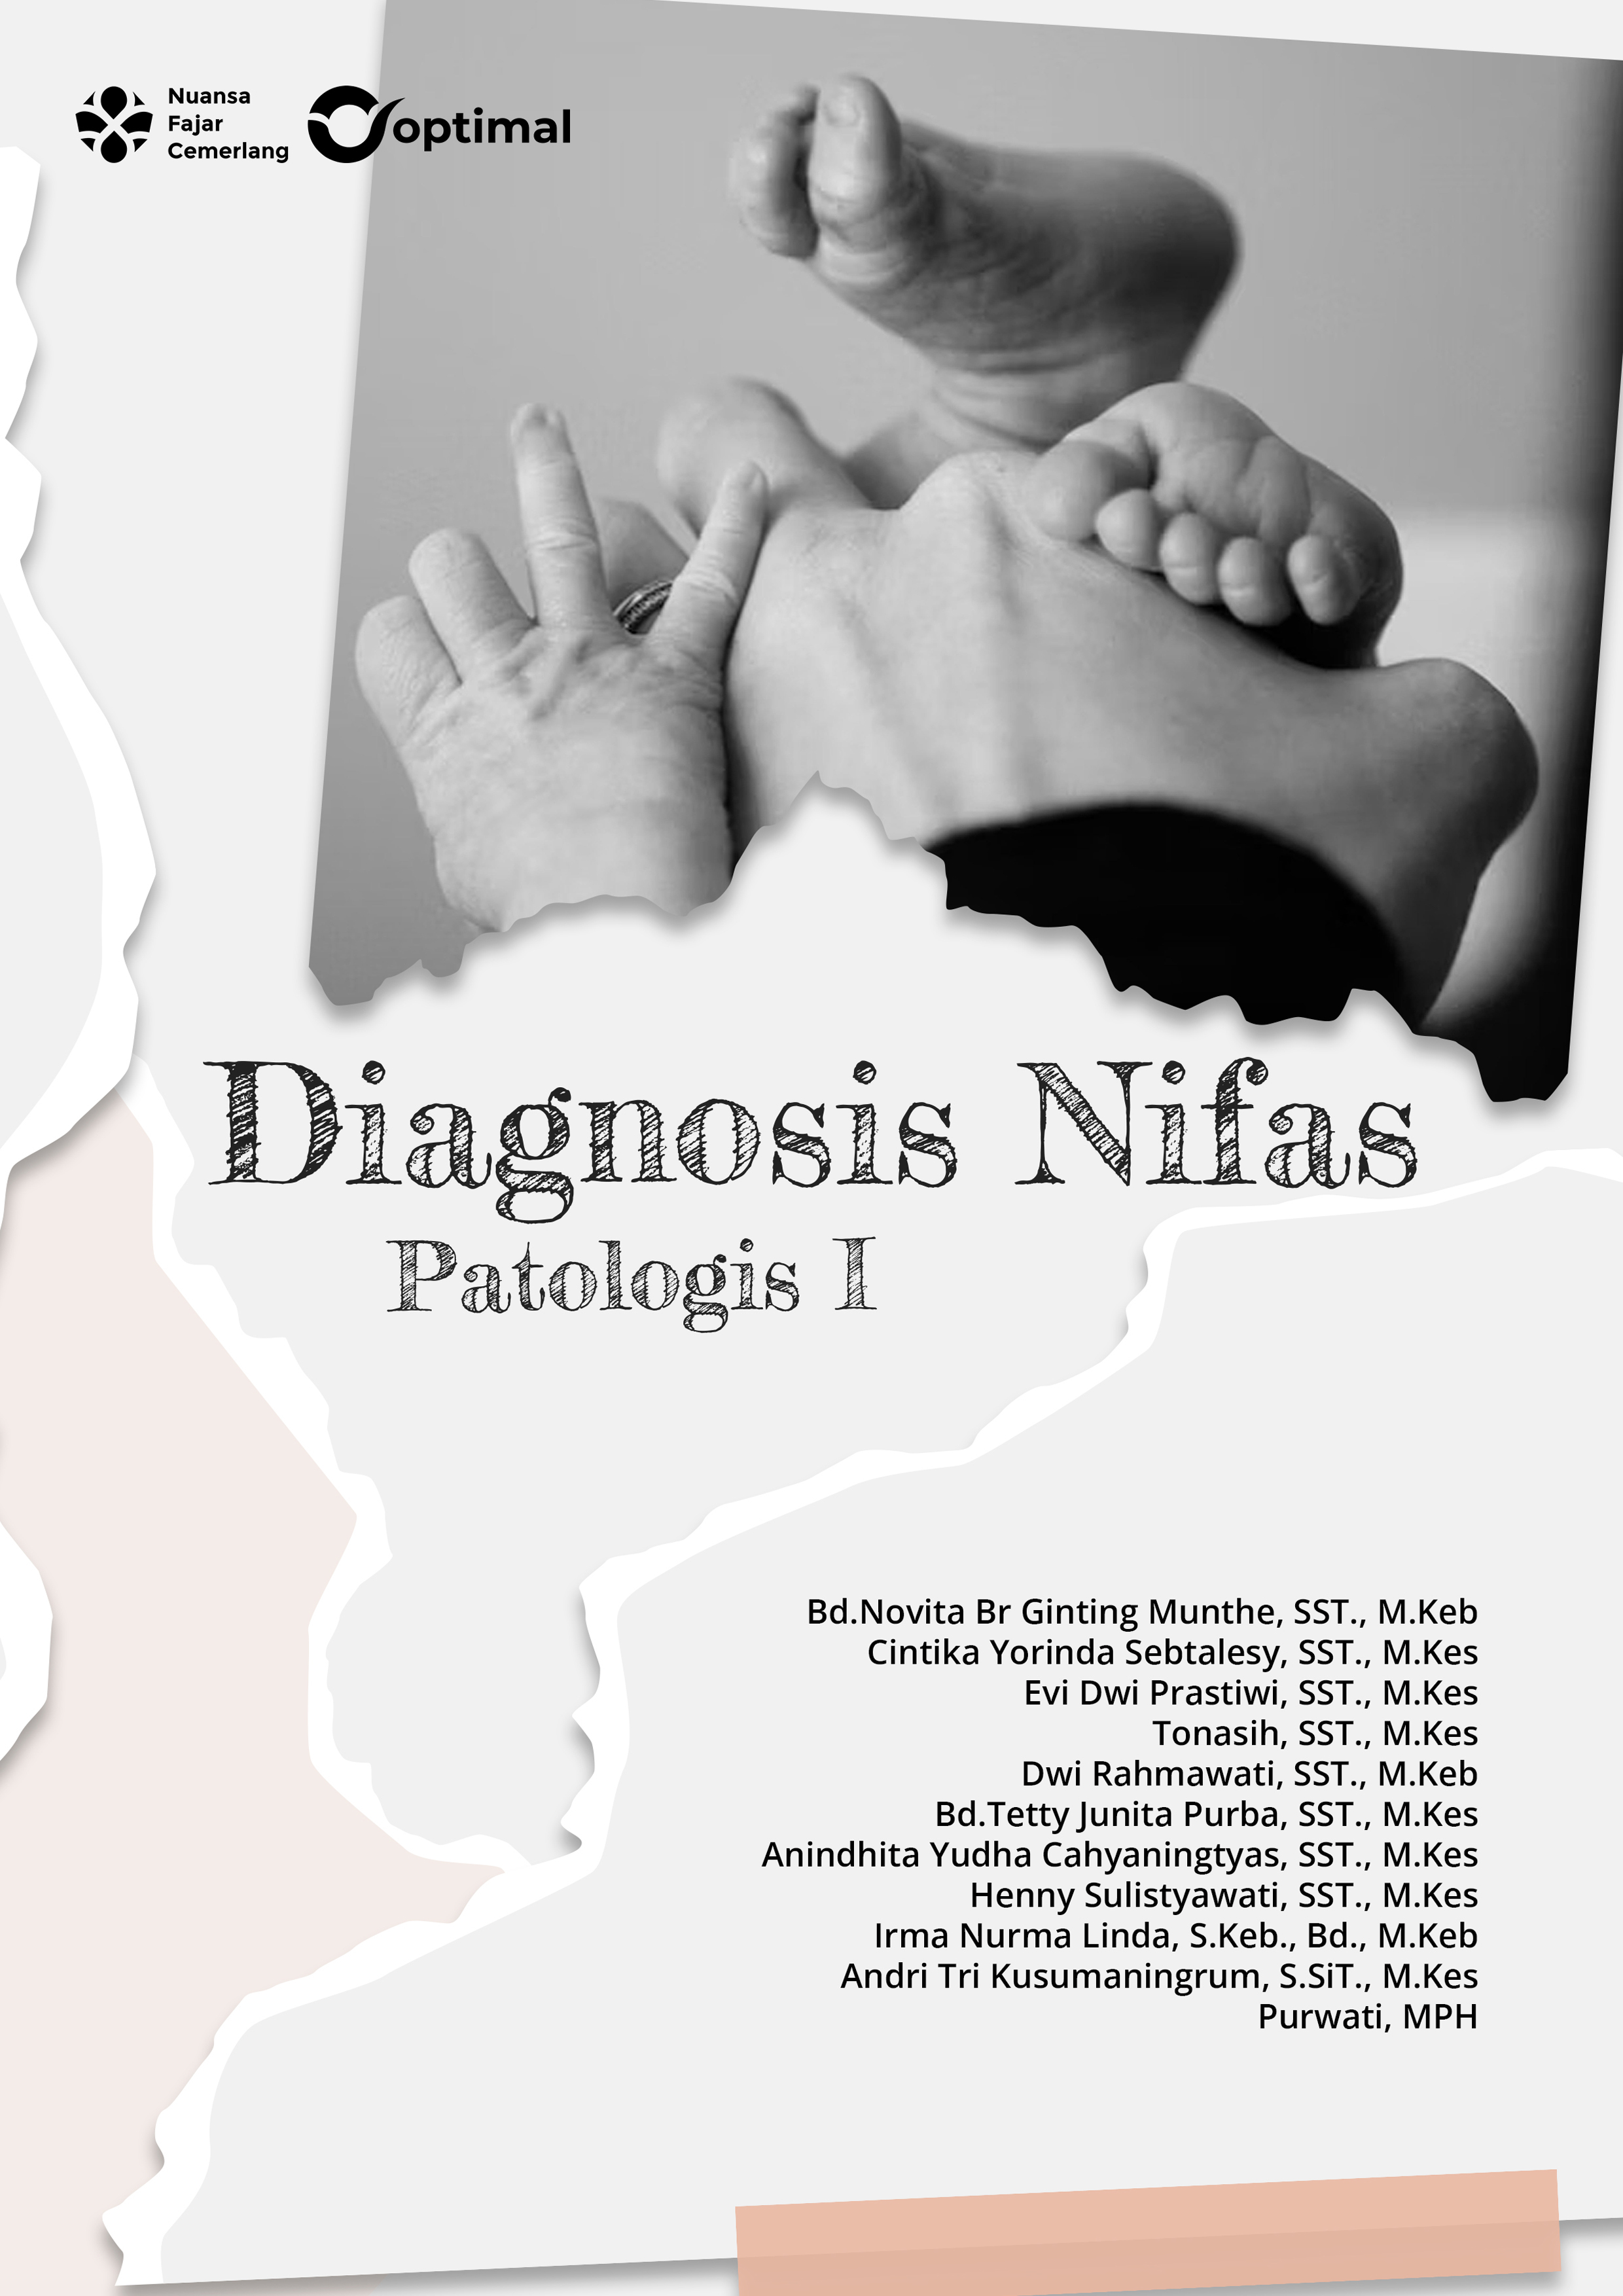 Nuansa
Fajar
Cemerlang
optimal
Diagnosis Nifas
Patologis I
Bd.Novita Br Ginting Munthe, SST., M.Keb
Cintika Yorinda Sebtalesy, SST., M.Kes
Evi Dwi Prastiwi, SST., M.Kes
Tonasih, SST., M.Kes
Dwi Rahmawati, SST., M.Keb
Bd.Tetty Junita Purba, SST., M.Kes
Anindhita Yudha Cahyaningtyas, SST., M.Kes
Henny Sulistyawati, SST., M.Kes
Irma Nurma Linda, S.Keb., Bd., M.Keb
Andri Tri Kusumaningrum, S.SiT., M.Kes
Purwati, MPH